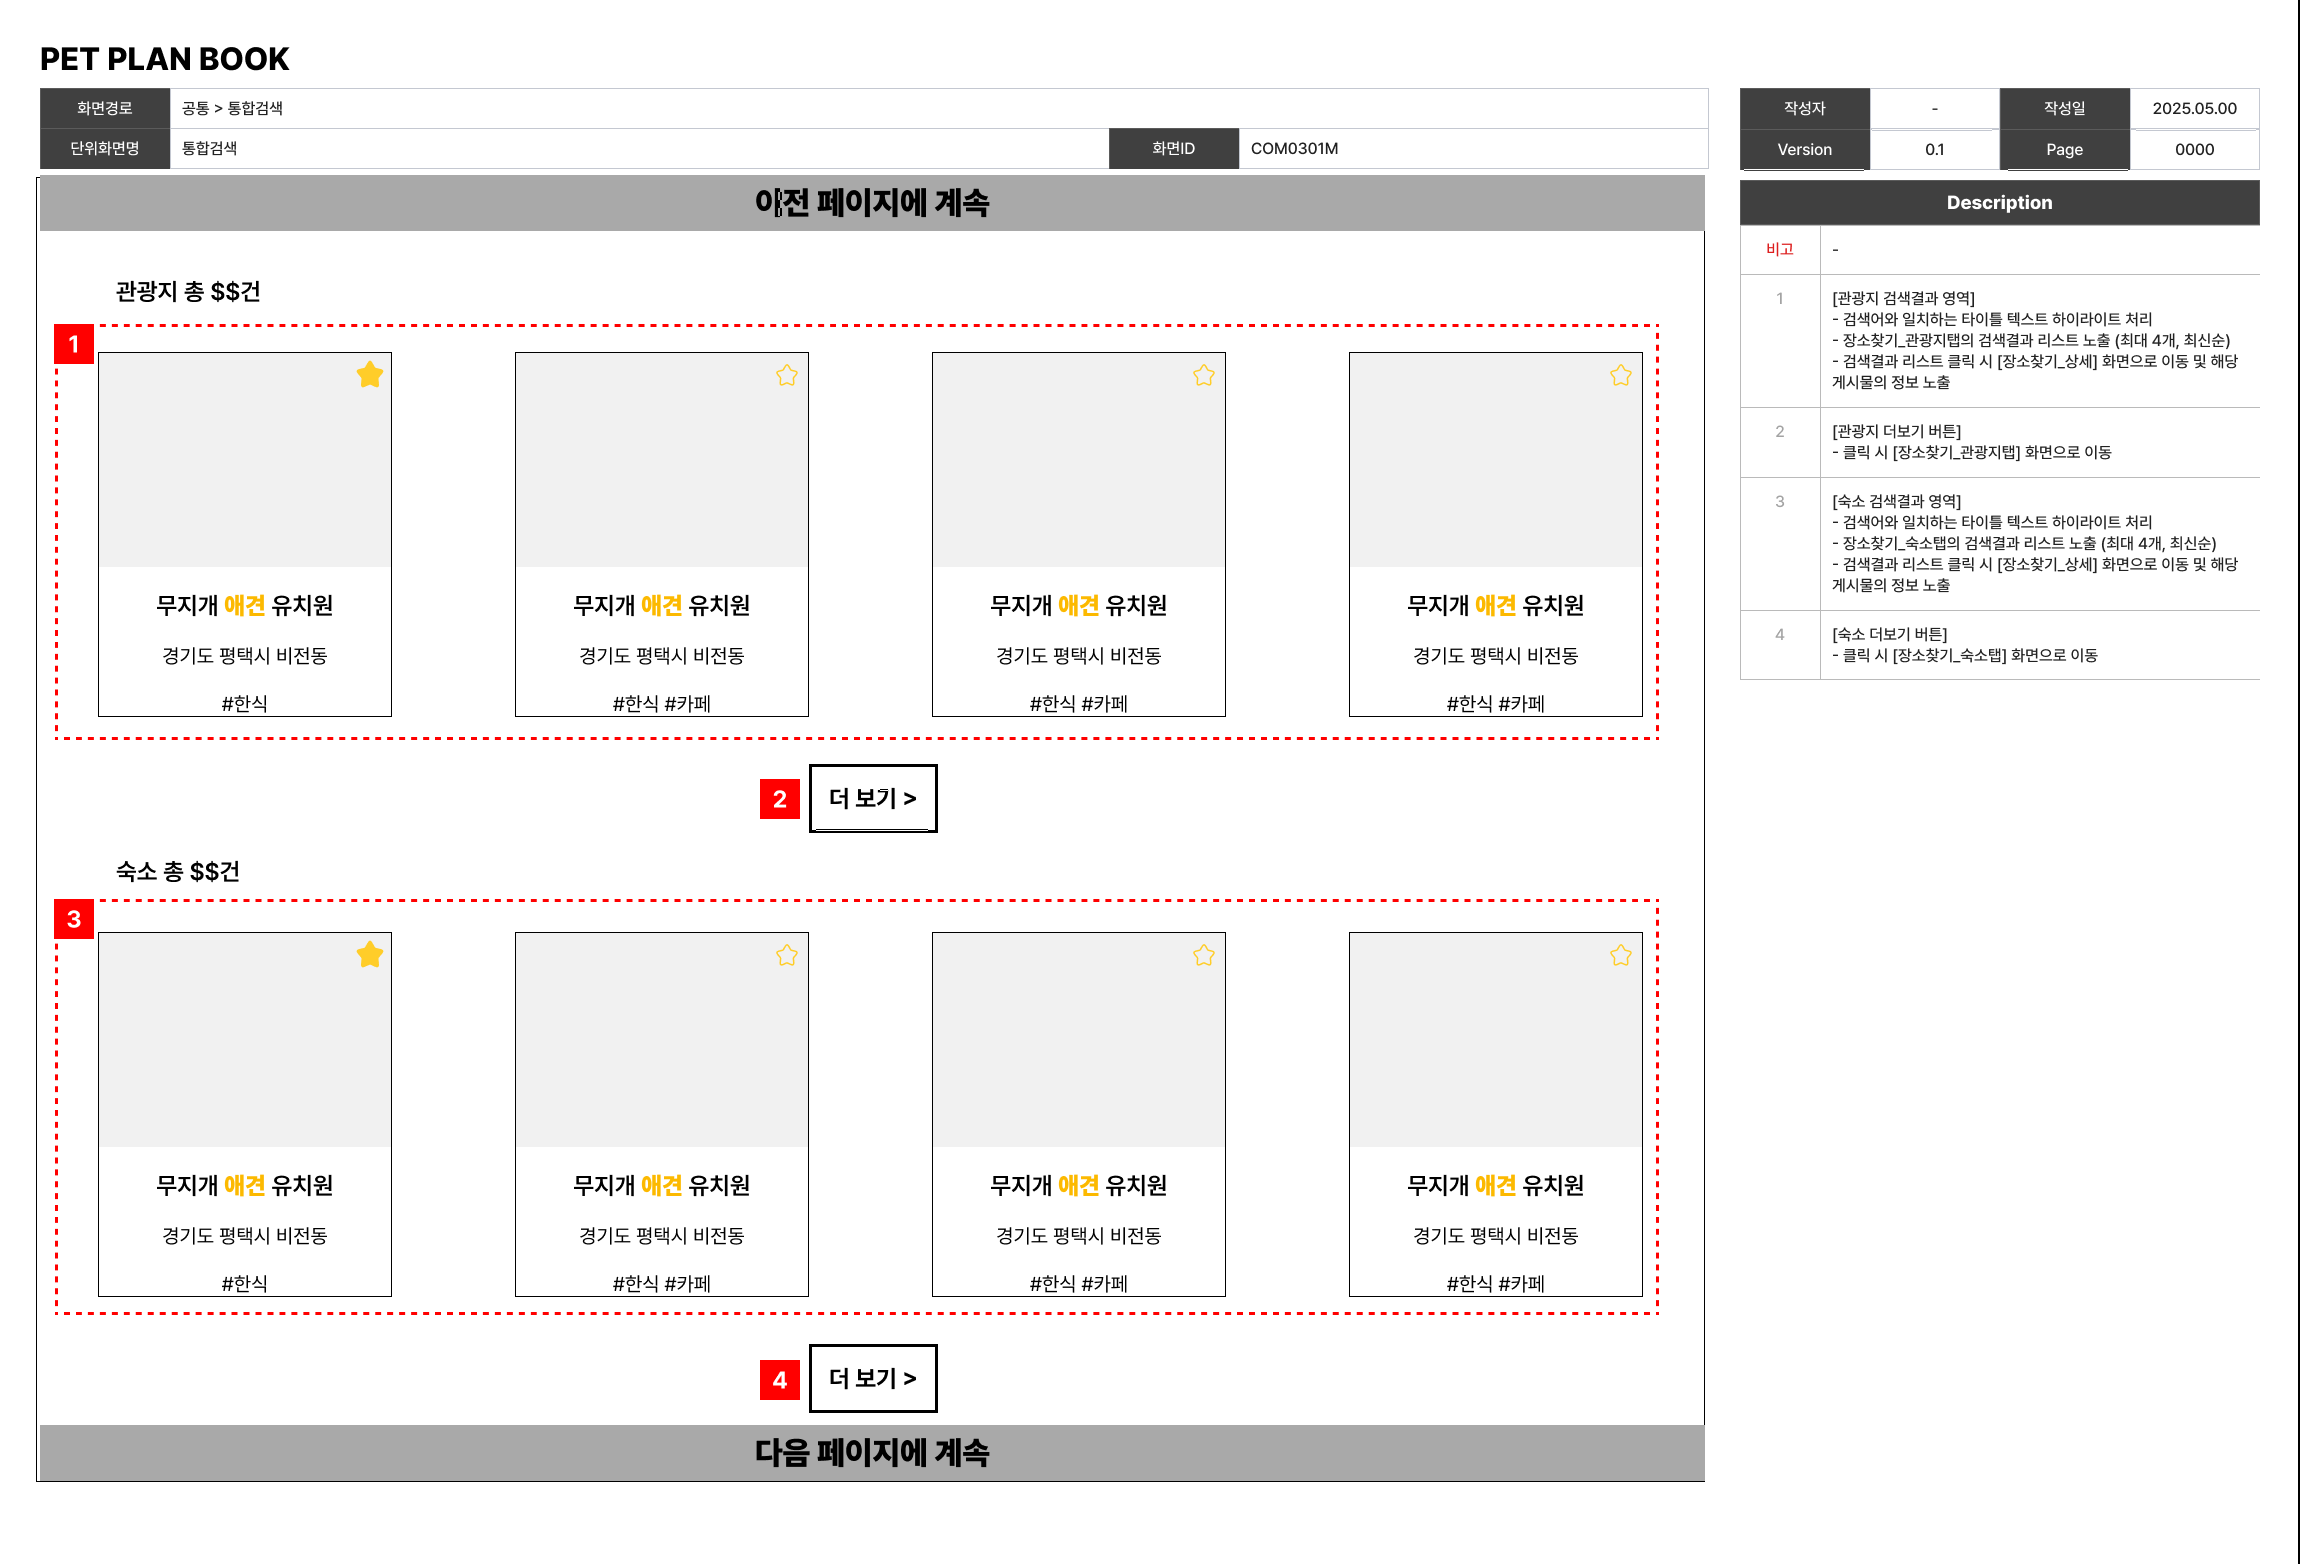 PET PLAN BOOK
화면경로 공통 > 통합검색
단위화면명 통합검색 화면ID COM0301M
작성자 - 작성일 2025.05.00
Version 0.1 Page 0000
이전 페이지에 계속
관광지 총 $$건
1
무지개 애견 유치원 무지개 애견 유치원 무지개 애견 유치원 무지개 애견 유치원
경기도 평택시 비전동 경기도 평택시 비전동 경기도 평택시 비전동 경기도 평택시 비전동
#한식 #한식 #카페 #한식 #카페 #한식 #카페
2 더 보기 >
숙소 총 $$건
3
무지개 애견 유치원 무지개 애견 유치원 무지개 애견 유치원 무지개 애견 유치원
경기도 평택시 비전동 경기도 평택시 비전동 경기도 평택시 비전동 경기도 평택시 비전동
#한식 #한식 #카페 #한식 #카페 #한식 #카페
4 더 보기 >
다음 페이지에 계속
Description
비고 -
1 [관광지 검색결과 영역]
- 검색어와 일치하는 타이틀 텍스트 하이라이트 처리
- 장소찾기_관광지탭의 검색결과 리스트 노출 (최대 4개, 최신순)
- 검색결과 리스트 클릭 시 [장소찾기_상세] 화면으로 이동 및 해당
게시물의 정보 노출
2 [관광지 더보기 버튼]
- 클릭 시 [장소찾기_관광지탭] 화면으로 이동
3 [숙소 검색결과 영역]
- 검색어와 일치하는 타이틀 텍스트 하이라이트 처리
- 장소찾기_숙소탭의 검색결과 리스트 노출 (최대 4개, 최신순)
- 검색결과 리스트 클릭 시 [장소찾기_상세] 화면으로 이동 및 해당
게시물의 정보 노출
4 [숙소 더보기 버튼]
- 클릭 시 [장소찾기_숙소탭] 화면으로 이동